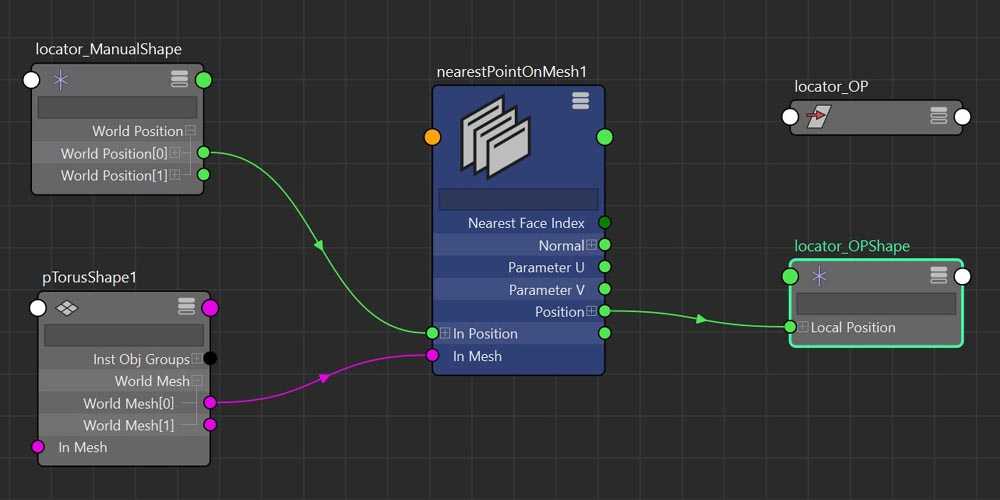 locator_ManualShape
World Position
World Position[0]
World Position[1]
pTorusShape1
Inst Obj Groups
World Mesh
World Mesh[0]
World Mesh[1]
In Mesh
nearestPointOnMesh1
Nearest Face Index
Normal
Parameter U
Parameter V
Position
In Position
In Mesh
locator_OP
locator_OPShape
Local Position